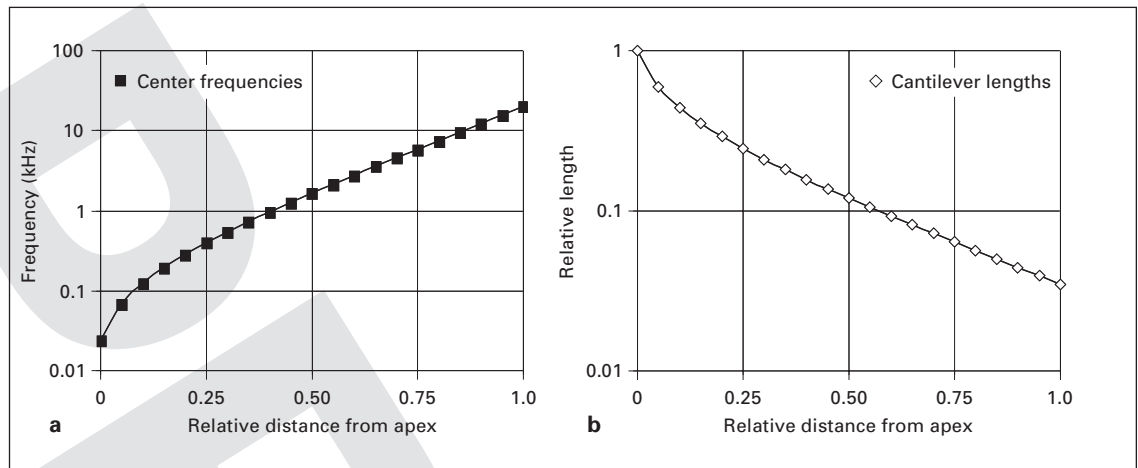 100
10
1
0.1
0.01
Frequency (kHz)
Center frequencies
0 0.25 0.50 0.75 1.0
a Relative distance from apex
1
0.1
0.01
Relative length
Cantilever lengths
0 0.25 0.50 0.75 1.0
b Relative distance from apex